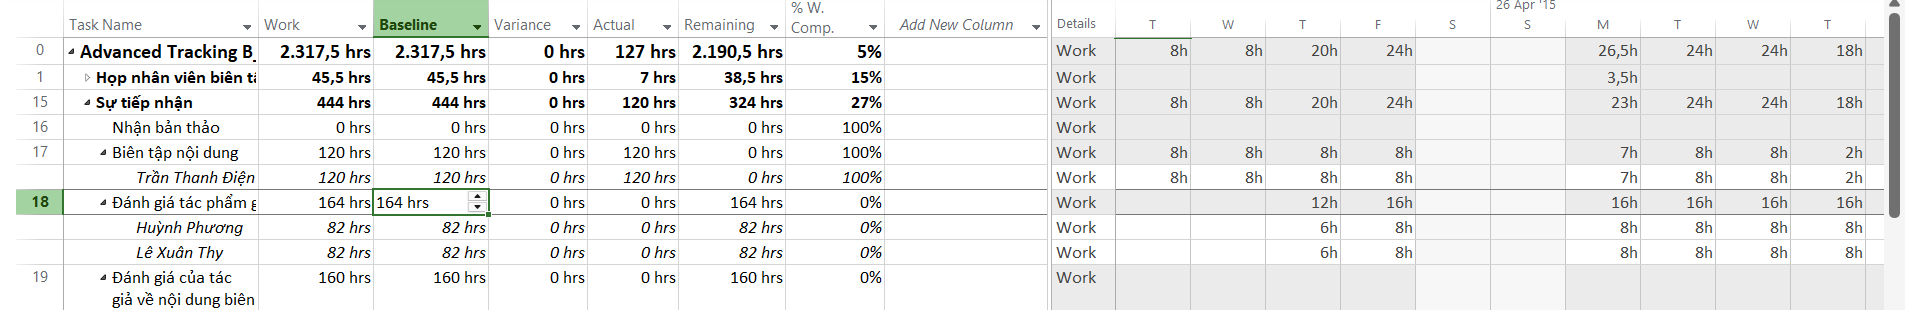 26 Apr '15
Task Name Work Baseline Variance Actual Remaining % W. Comp. Add New Column Details T W T F S S M T W T
0 Advanced Tracking B 2.317,5 hrs 2.317,5 hrs 0 hrs 127 hrs 2.190,5 hrs 5% Work 8h 8h 20h 24h 26,5h 24h 24h 18h
1 Họp nhân viên biên tậ 45,5 hrs 45,5 hrs 0 hrs 7 hrs 38,5 hrs 15% Work 3,5h
15 Sự tiếp nhận 444 hrs 444 hrs 0 hrs 120 hrs 324 hrs 27% Work 8h 8h 20h 24h 23h 24h 24h 18h
16 Nhận bản thảo 0 hrs 0 hrs 0 hrs 0 hrs 0 hrs 100% Work
17 Biên tập nội dung 120 hrs 120 hrs 0 hrs 120 hrs 0 hrs 100% Work 8h 8h 8h 8h 7h 8h 8h 2h
Trần Thanh Điện 120 hrs 120 hrs 0 hrs 120 hrs 0 hrs 100% Work 8h 8h 8h 8h 7h 8h 8h 2h
18 Đánh giá tác phẩm g 164 hrs 164 hrs 0 hrs 0 hrs 164 hrs 0% Work 12h 16h 16h 16h 16h 16h
Huỳnh Phương 82 hrs 82 hrs 0 hrs 0 hrs 82 hrs 0% Work 6h 8h 8h 8h 8h 8h
Lê Xuân Thy 82 hrs 82 hrs 0 hrs 0 hrs 82 hrs 0% Work 6h 8h 8h 8h 8h 8h
19 Đánh giá của tác 160 hrs 160 hrs 0 hrs 0 hrs 160 hrs 0% Work
giả về nội dung biên